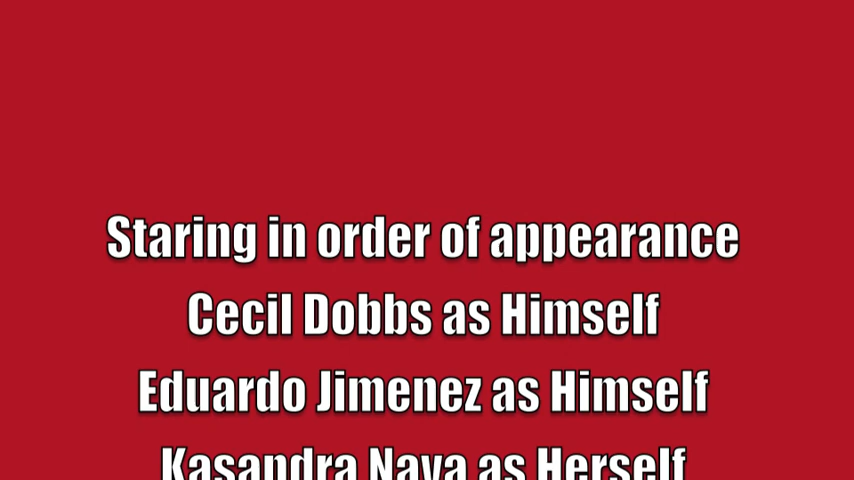 Staring in order of appearance
Cecil Dobbs as Himself
Eduardo Jimenez as Himself
Kasandra Nava as Herself